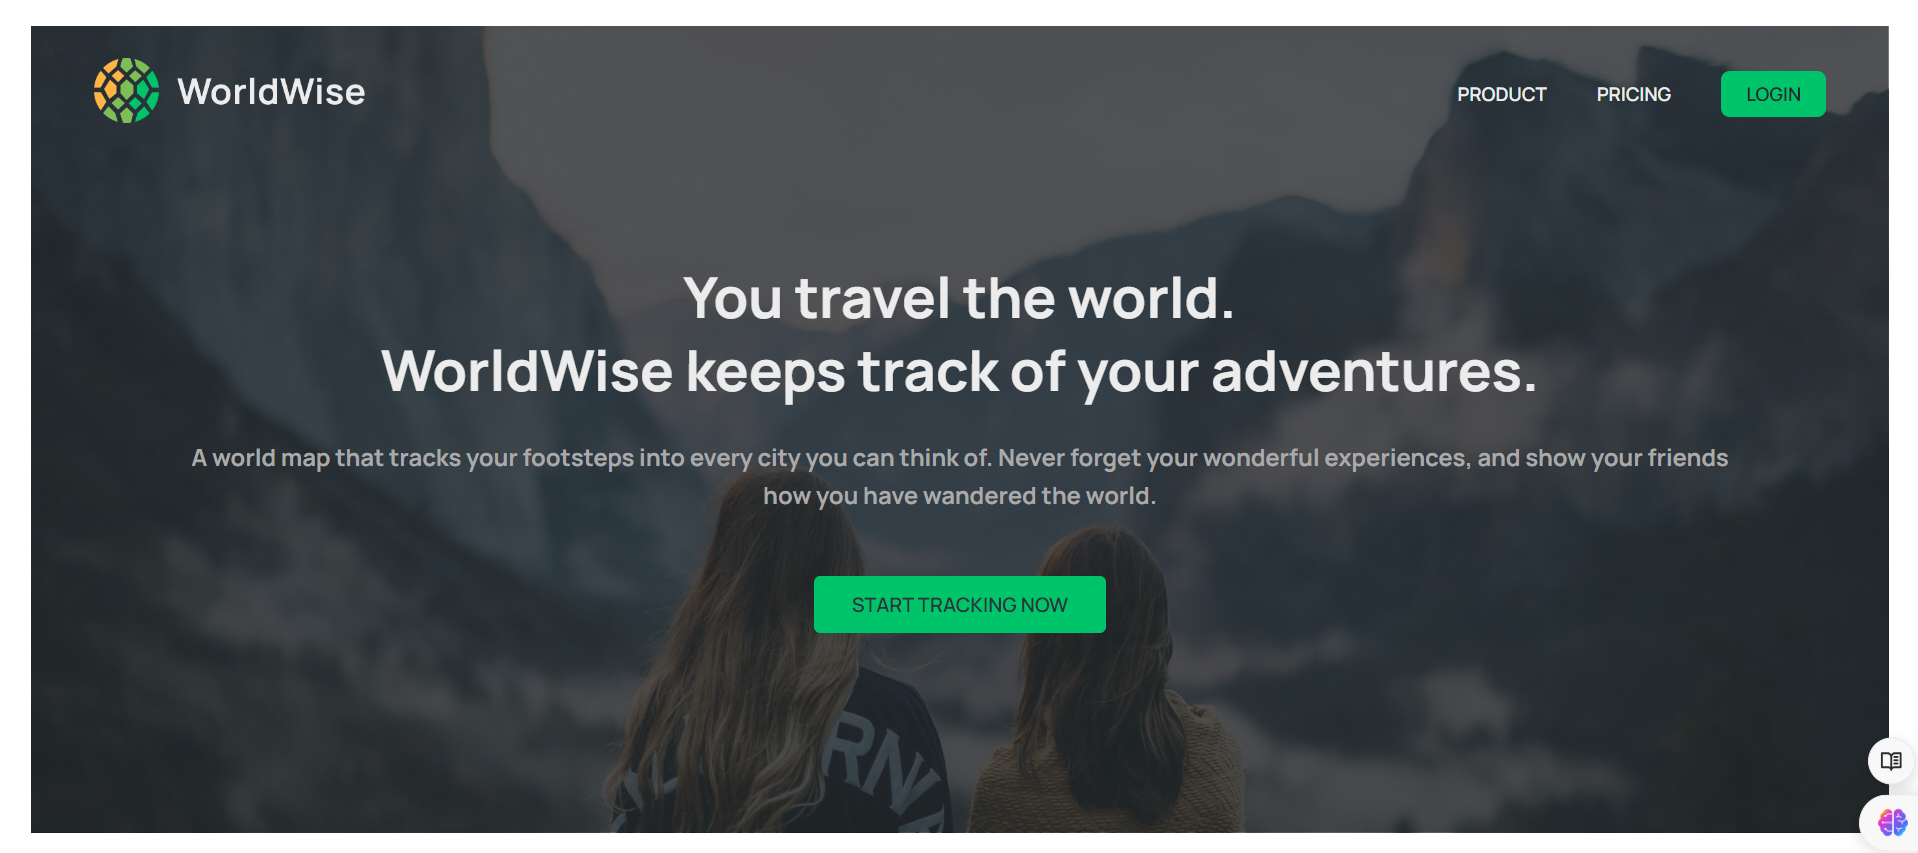 WorldWise
PRODUCT
PRICING
LOGIN
You travel the world.
WorldWise keeps track of your adventures.
A world map that tracks your footsteps into every city you can think of. Never forget your wonderful experiences, and show your friends
how you have wandered the world.
START TRACKING NOW
RN